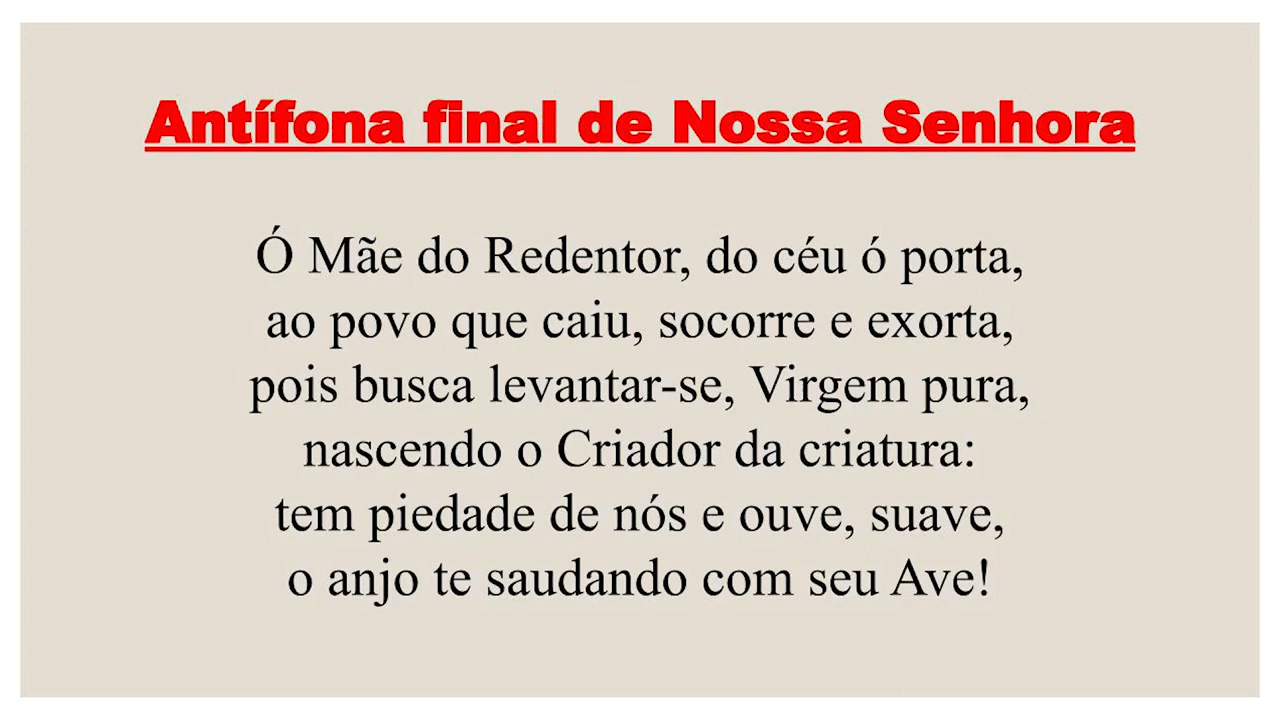 Antífona final de Nossa Senhora
Ó Mãe do Redentor, do céu ó porta,
ao povo que caiu, socorre e exorta,
pois busca levantar-se, Virgem pura,
nascendo o Criador da criatura:
tem piedade de nós e ouve, suave,
o anjo te saudando com seu Ave!